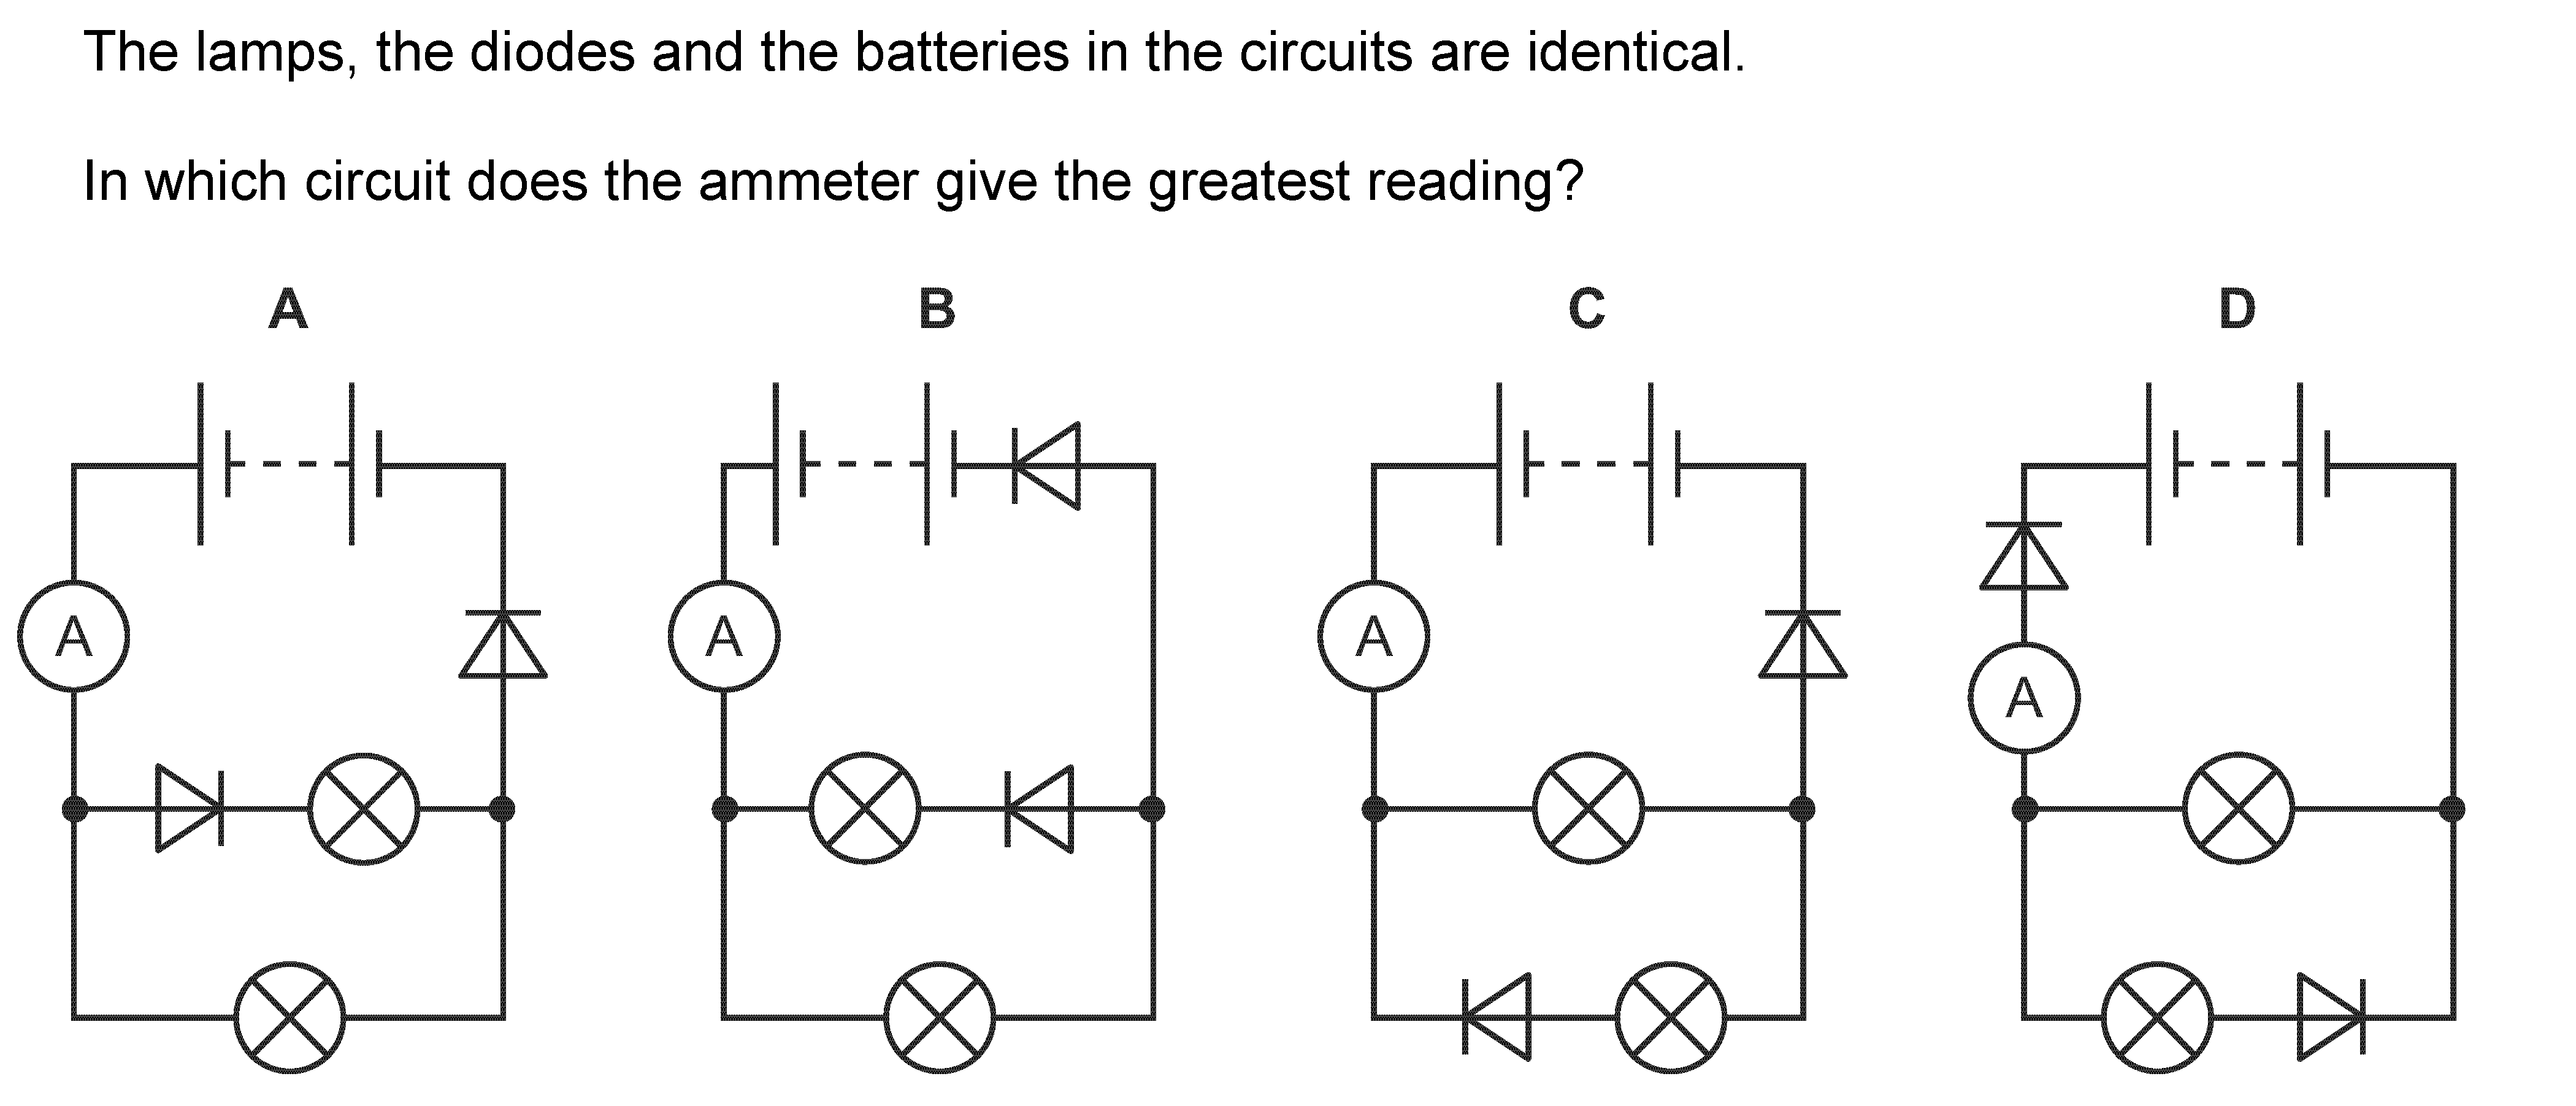 The lamps, the diodes and the batteries in the circuits are identical.
In which circuit does the ammeter give the greatest reading?
A B C D
A A A A